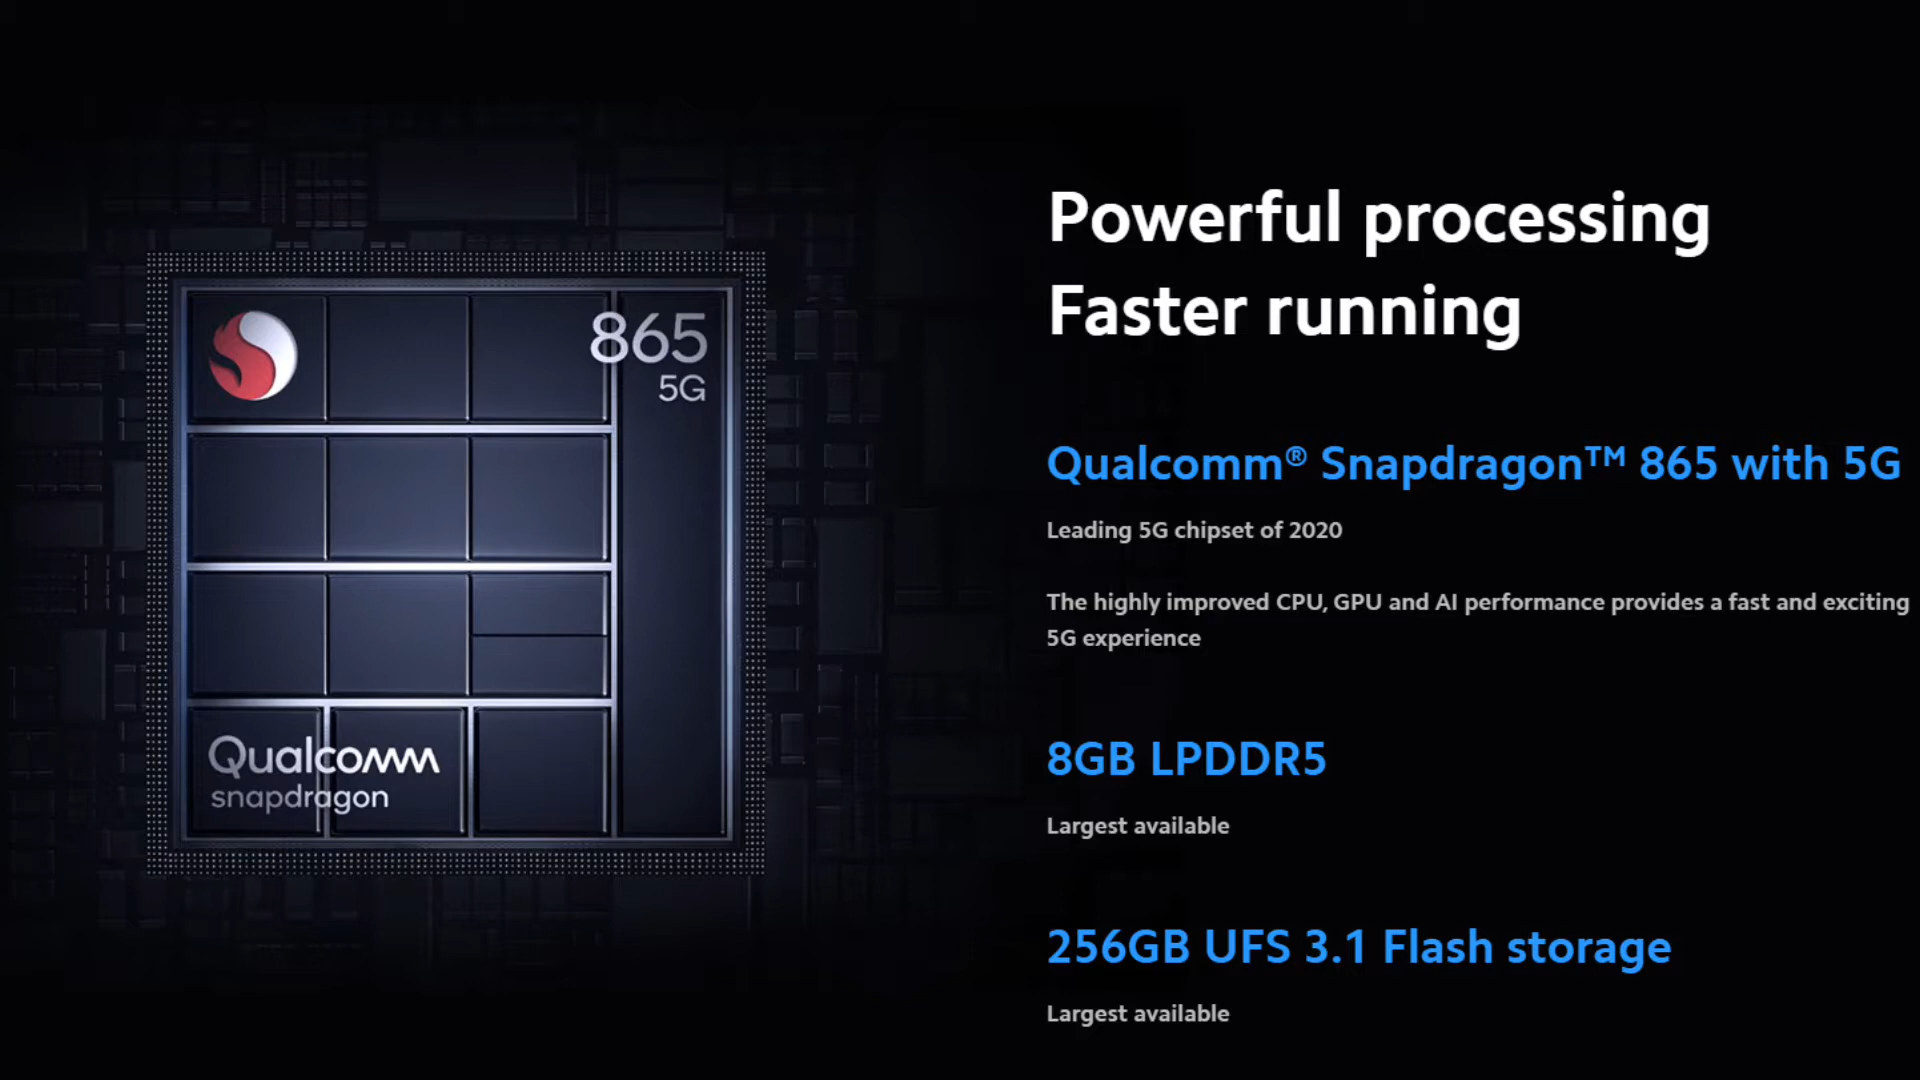 865
5G
Qualcomm
snapdragon
Powerful processing
Faster running
Qualcomm® Snapdragon™ 865 with 5G
Leading 5G chipset of 2020
The highly improved CPU, GPU and AI performance provides a fast and exciting
5G experience
8GB LPDDR5
Largest available
256GB UFS 3.1 Flash storage
Largest available